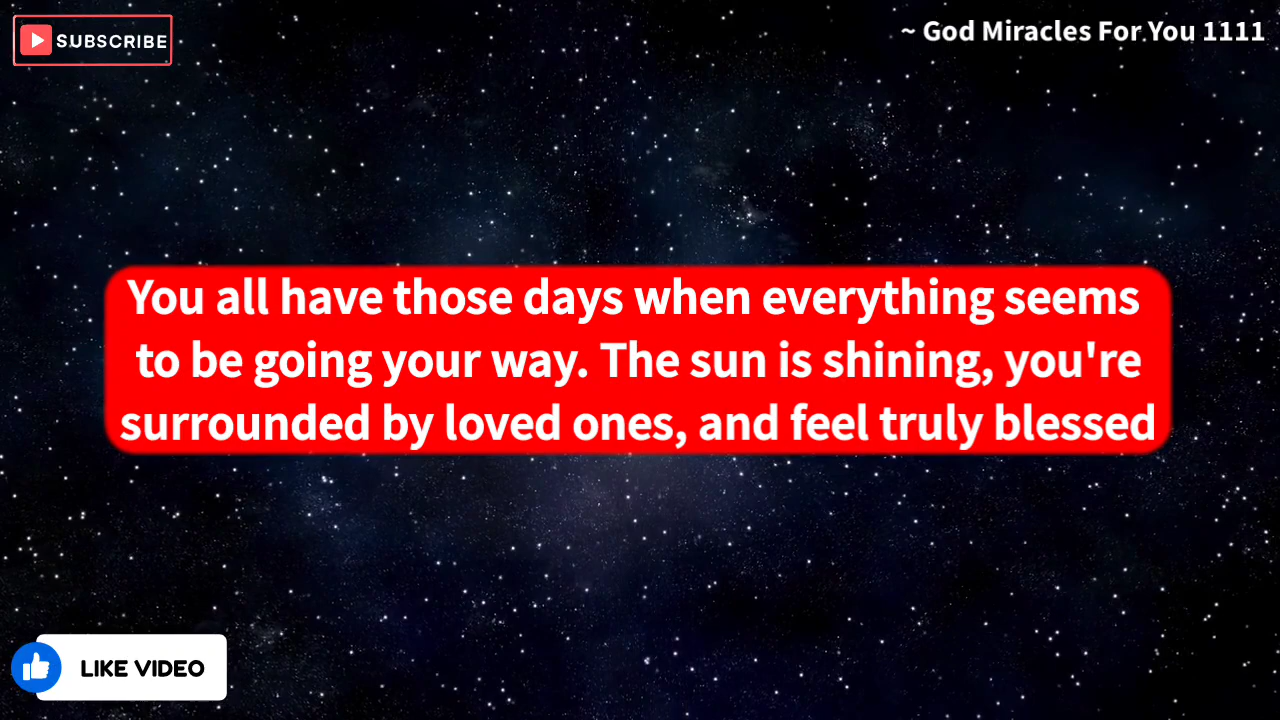 SUBSCRIBE
~ God Miracles For You 1111
You all have those days when everything seems
to be going your way. The sun is shining, you're
surrounded by loved ones, and feel truly blessed
LIKE VIDEO